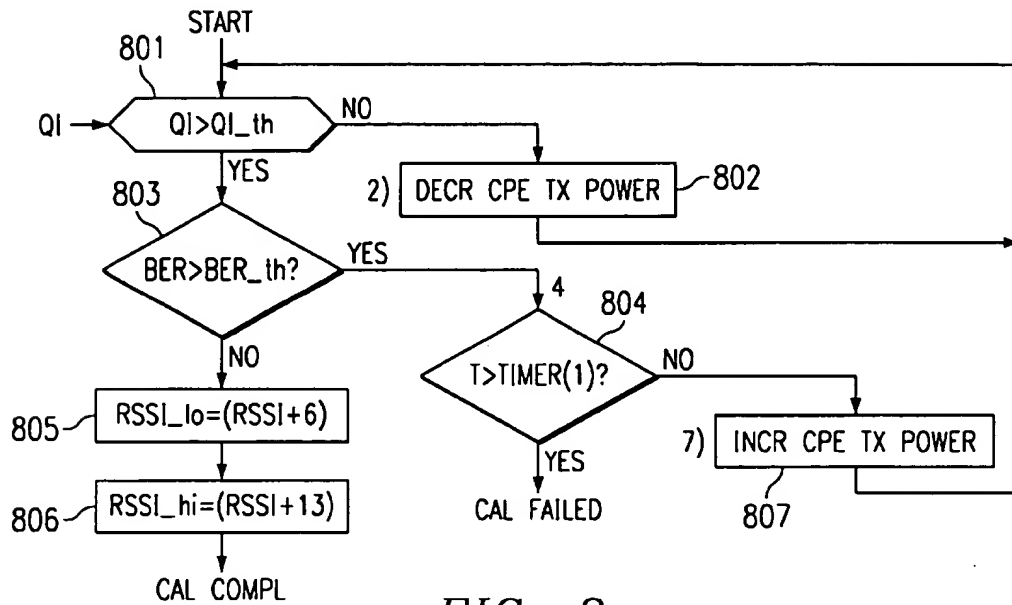 START
801
QI
QI>QI_th
NO
YES
2)
DECR CPE TX POWER
802
803
BER>BER_th?
YES
4
804
NO
T>TIMER(1)?
NO
805
RSSI_lo=(RSSI+6)
7)
INCR CPE TX POWER
YES
806
RSSI_hi=(RSSI+13)
CAL FAILED
807
CAL COMPL